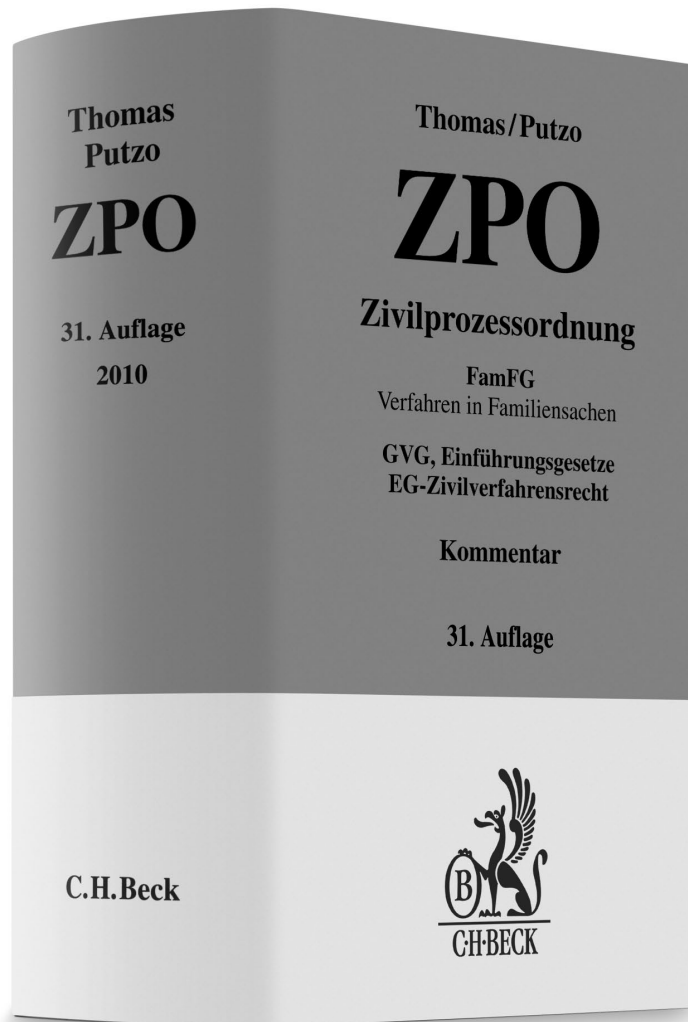 Thomas
Putzo
ZPO
31. Auflage
2010
C.H.Beck
Thomas/Putzo
ZPO
Zivilprozessordnung
FamFG
Verfahren in Familiensachen
GVG, Einführungsgesetze
EG-Zivilverfahrensrecht
Kommentar
31. Auflage
B
C·H·BECK